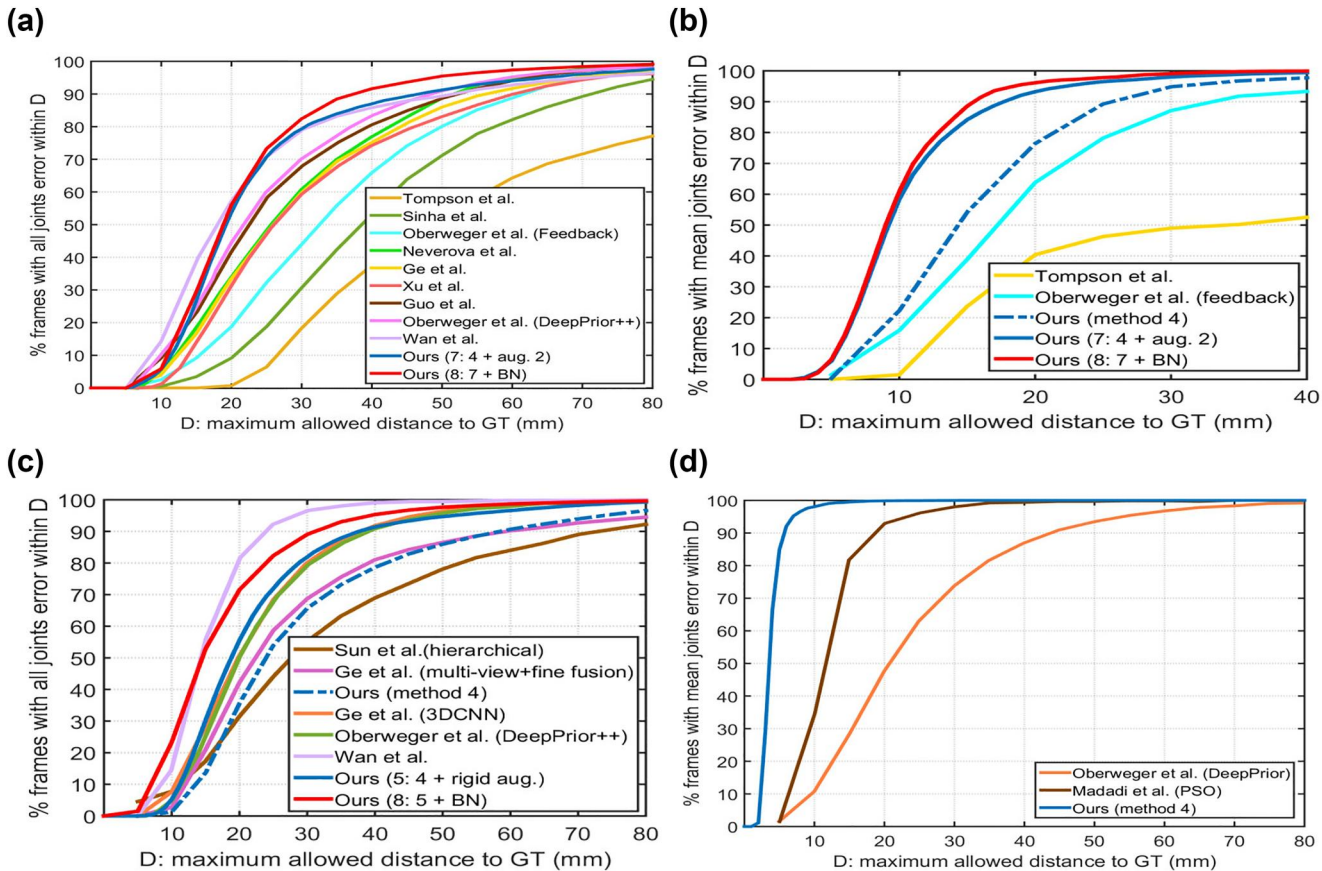 (a)
% frames with all joints error within D
100
90
80
70
60
50
40
30
20
10
0
10 20 30 40 50 60 70 80
D: maximum allowed distance to GT (mm)
Tompson et al.
Sinha et al.
Oberweger et al. (Feedback)
Neverova et al.
Ge et al.
Xu et al.
Guo et al.
Oberweger et al. (DeepPrior++)
Wan et al.
Ours (7: 4 + aug. 2)
Ours (8: 7 + BN)
(b)
% frames with mean joints error within D
100
90
80
70
60
50
40
30
20
10
0
10 20 30 40
D: maximum allowed distance to GT (mm)
Tompson et al.
Oberweger et al. (feedback)
Ours (method 4)
Ours (7: 4 + aug. 2)
Ours (8: 7 + BN)
(c)
% frames with all joints error within D
100
90
80
70
60
50
40
30
20
10
0
10 20 30 40 50 60 70 80
D: maximum allowed distance to GT (mm)
Sun et al.(hierarchical)
Ge et al. (multi-view+fine fusion)
Ours (method 4)
Ge et al. (3DCNN)
Oberweger et al. (DeepPrior++)
Wan et al.
Ours (5: 4 + rigid aug.)
Ours (8: 5 + BN)
(d)
% frames with mean joints error within D
100
90
80
70
60
50
40
30
20
10
0
10 20 30 40 50 60 70 80
D: maximum allowed distance to GT (mm)
Oberweger et al. (DeepPrior)
Madadi et al. (PSO)
Ours (method 4)